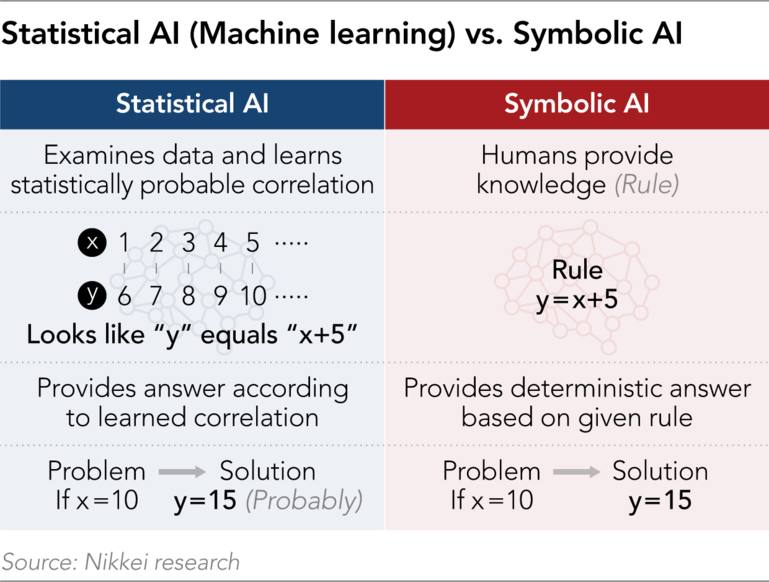 Statistical AI (Machine learning) vs. Symbolic AI
Statistical AI
Symbolic AI
Examines data and learns
statistically probable correlation
Humans provide
knowledge (Rule)
x 1 2 3 4 5 ·····
y 6 7 8 9 10 ·····
Looks like “y” equals “x+5”
Rule
y=x+5
Provides answer according
to learned correlation
Provides deterministic answer
based on given rule
Problem Solution
If x=10 y=15 (Probably)
Problem Solution
If x=10 y=15
Source: Nikkei research